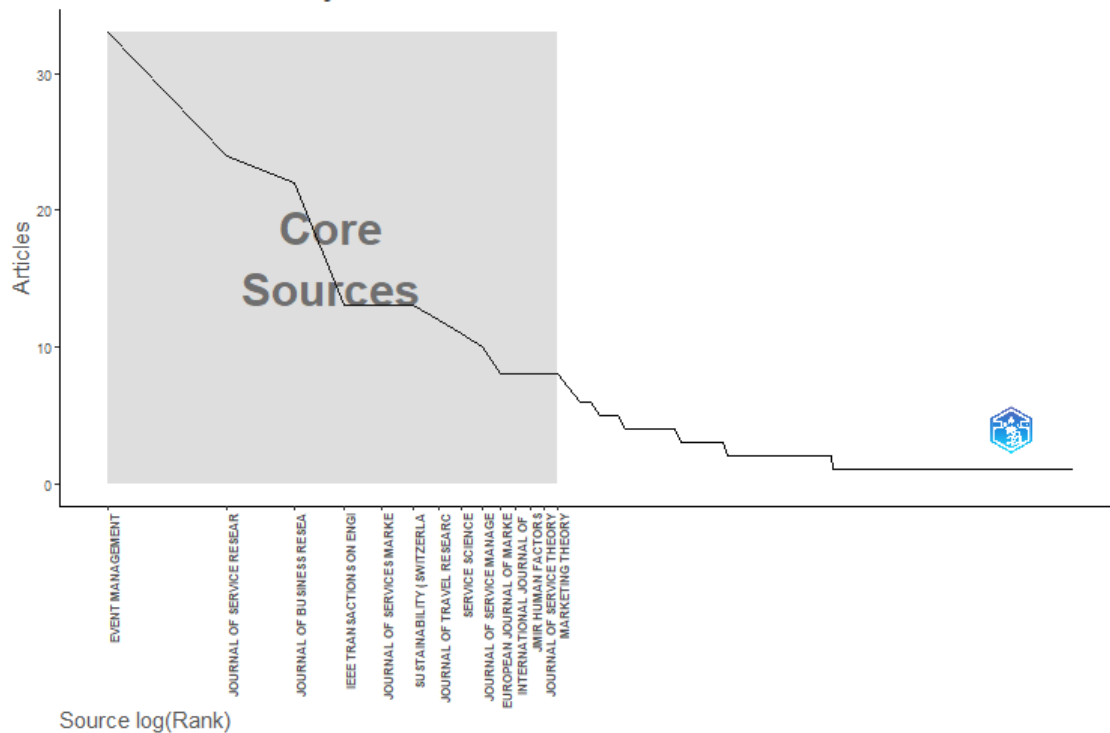 30
20
10
0
Articles
Core
Sources
EVENT MANAGEMENT
JOURNAL OF SERVICE RESEAR
JOURNAL OF BUSINESS RESEA
IEEE TRANSACTIONS ON ENGI
JOURNAL OF SERVICES MARKE
SUSTAINABILITY (SWITZERLA
JOURNAL OF TRAVEL RESEARC
SERVICE SCIENCE
JOURNAL OF SERVICE MANAGE
EUROPEAN JOURNAL OF MARKE
INTERNATIONAL JOURNAL OF
JMIR HUMAN FACTORS
JOURNAL OF SERVICE THEORY
MARKETING THEORY
Source log(Rank)